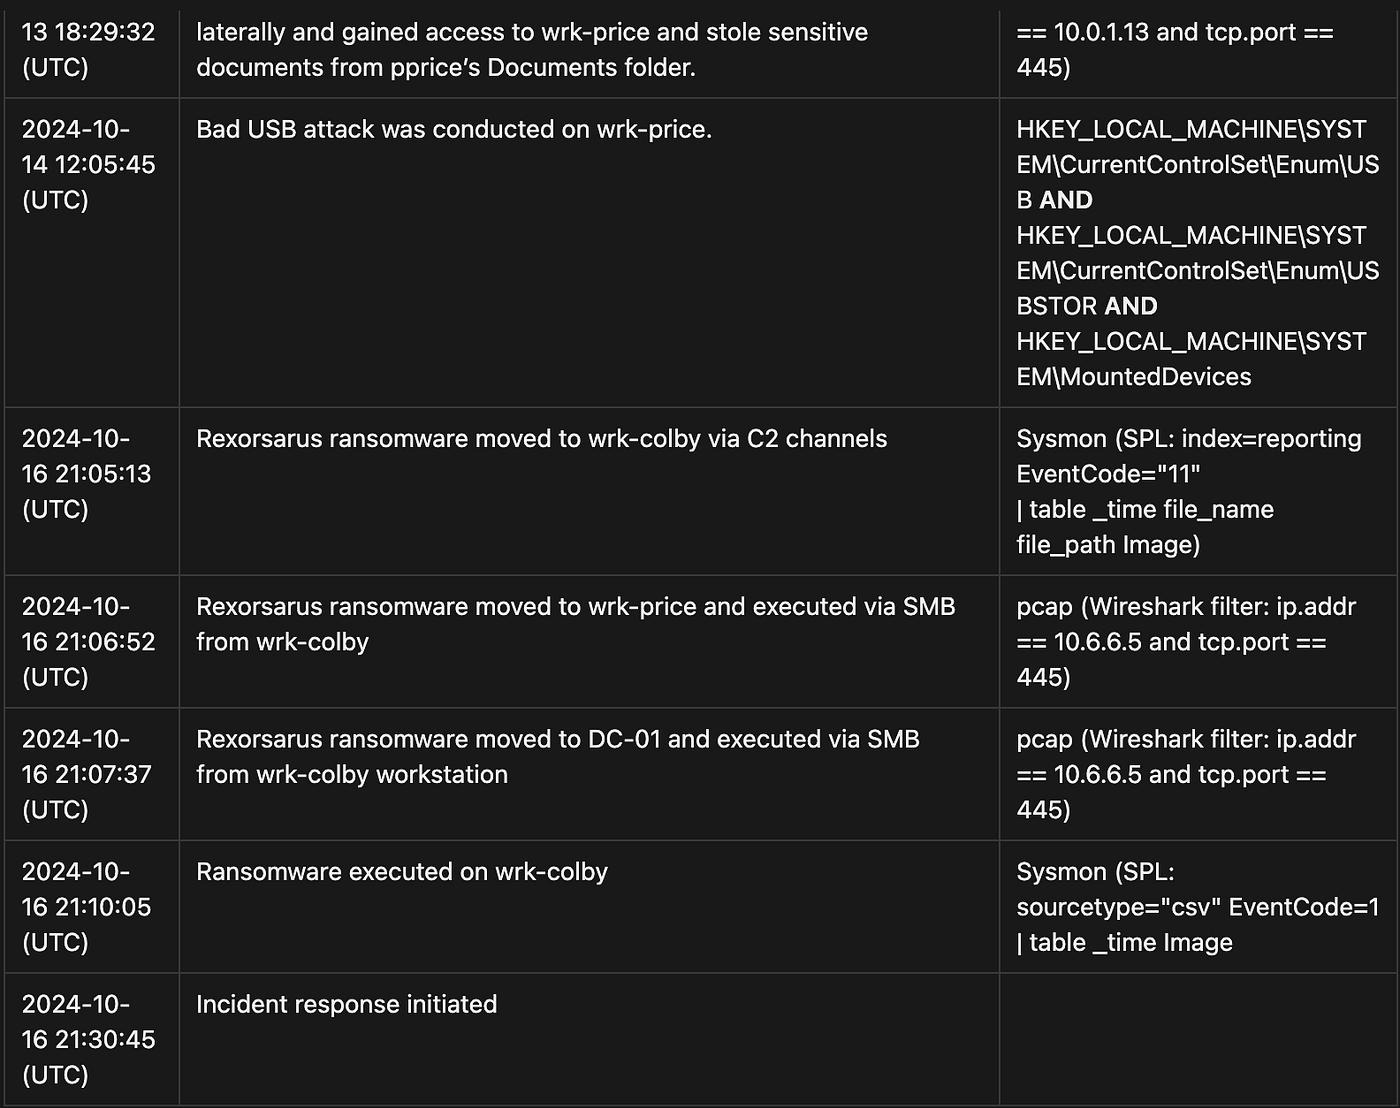 13 18:29:32
(UTC)
laterally and gained access to wrk-price and stole sensitive
documents from pprice’s Documents folder.
== 10.0.1.13 and tcp.port ==
445)
2024-10-
14 12:05:45
(UTC)
Bad USB attack was conducted on wrk-price.
HKEY_LOCAL_MACHINE\SYST
EM\CurrentControlSet\Enum\US
B AND
HKEY_LOCAL_MACHINE\SYST
EM\CurrentControlSet\Enum\US
BSTOR AND
HKEY_LOCAL_MACHINE\SYST
EM\MountedDevices
2024-10-
16 21:05:13
(UTC)
Rexorsarus ransomware moved to wrk-colby via C2 channels
Sysmon (SPL: index=reporting
EventCode="11"
| table _time file_name
file_path Image)
2024-10-
16 21:06:52
(UTC)
Rexorsarus ransomware moved to wrk-price and executed via SMB
from wrk-colby
pcap (Wireshark filter: ip.addr
== 10.6.6.5 and tcp.port ==
445)
2024-10-
16 21:07:37
(UTC)
Rexorsarus ransomware moved to DC-01 and executed via SMB
from wrk-colby workstation
pcap (Wireshark filter: ip.addr
== 10.6.6.5 and tcp.port ==
445)
2024-10-
16 21:10:05
(UTC)
Ransomware executed on wrk-colby
Sysmon (SPL:
sourcetype="csv" EventCode=1
| table _time Image
2024-10-
16 21:30:45
(UTC)
Incident response initiated